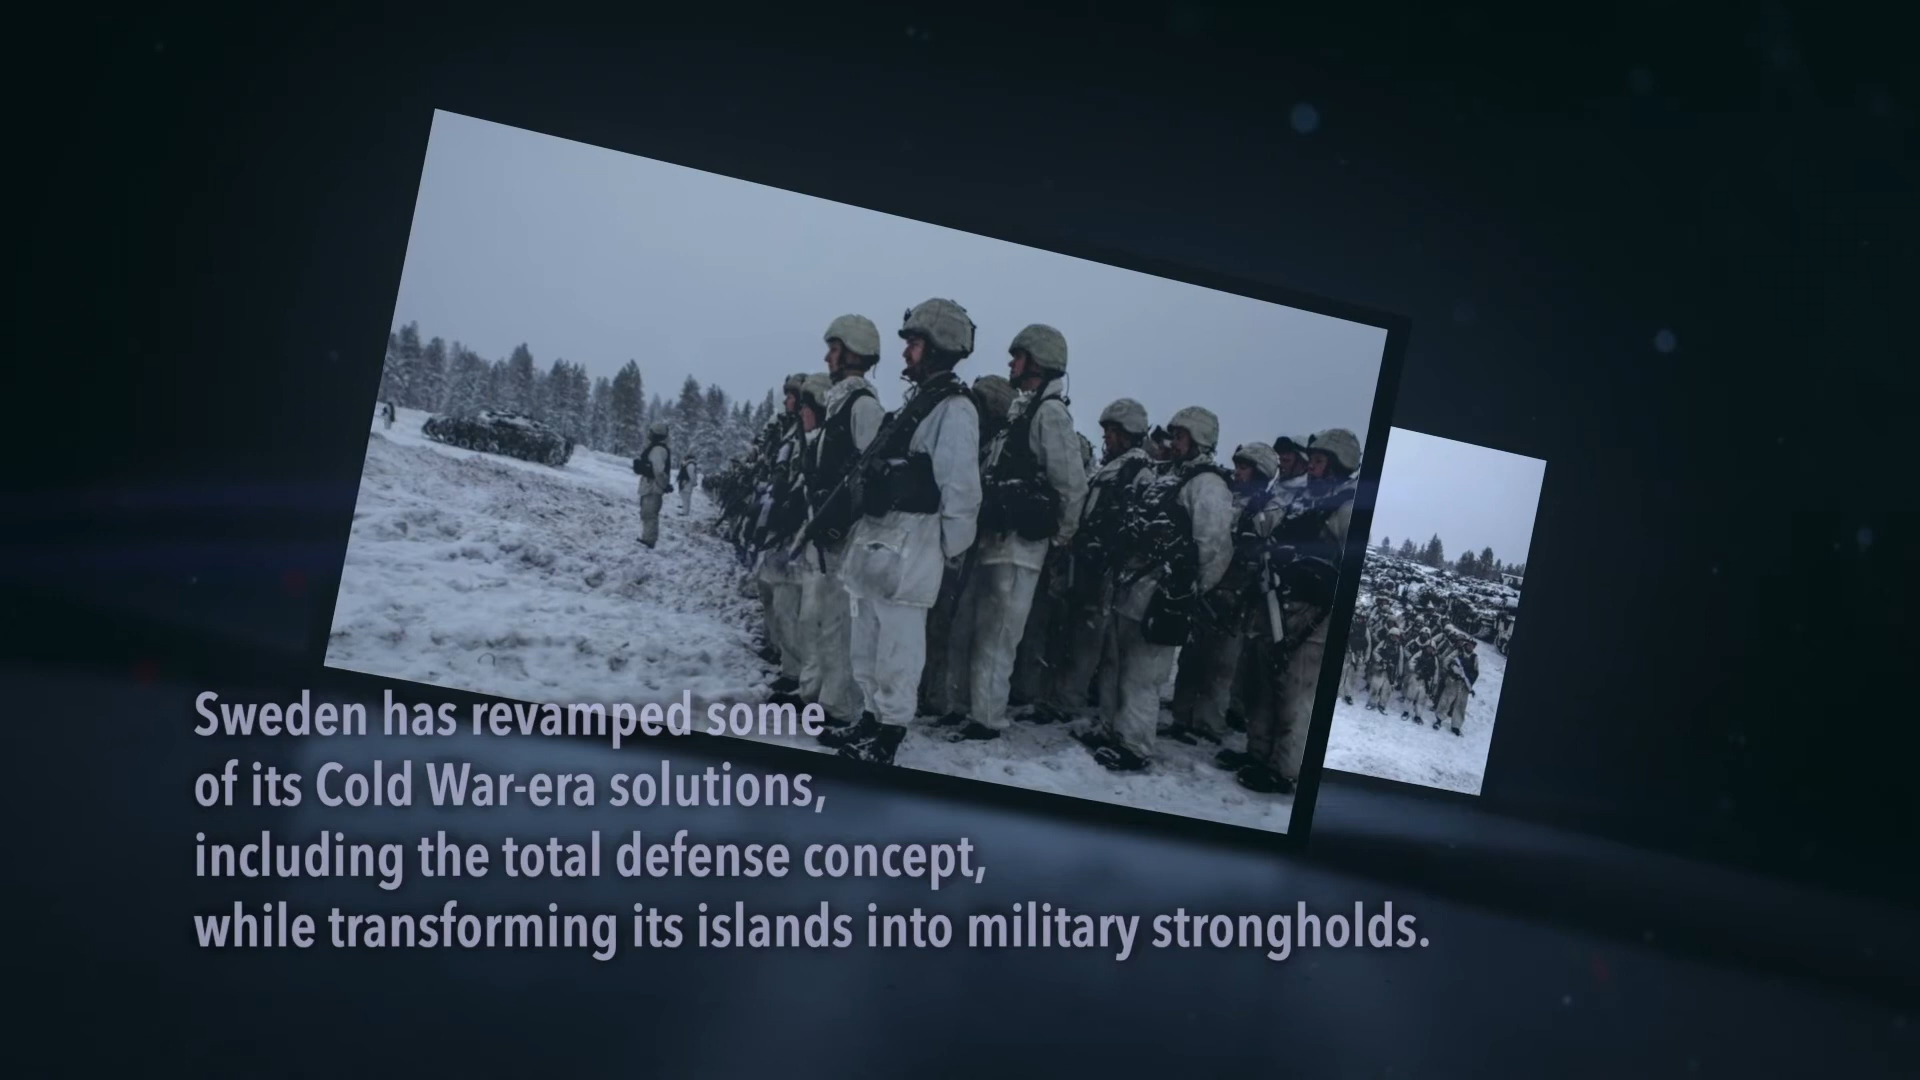 Sweden has revamped some
of its Cold War-era solutions,
including the total defense concept,
while transforming its islands into military strongholds.